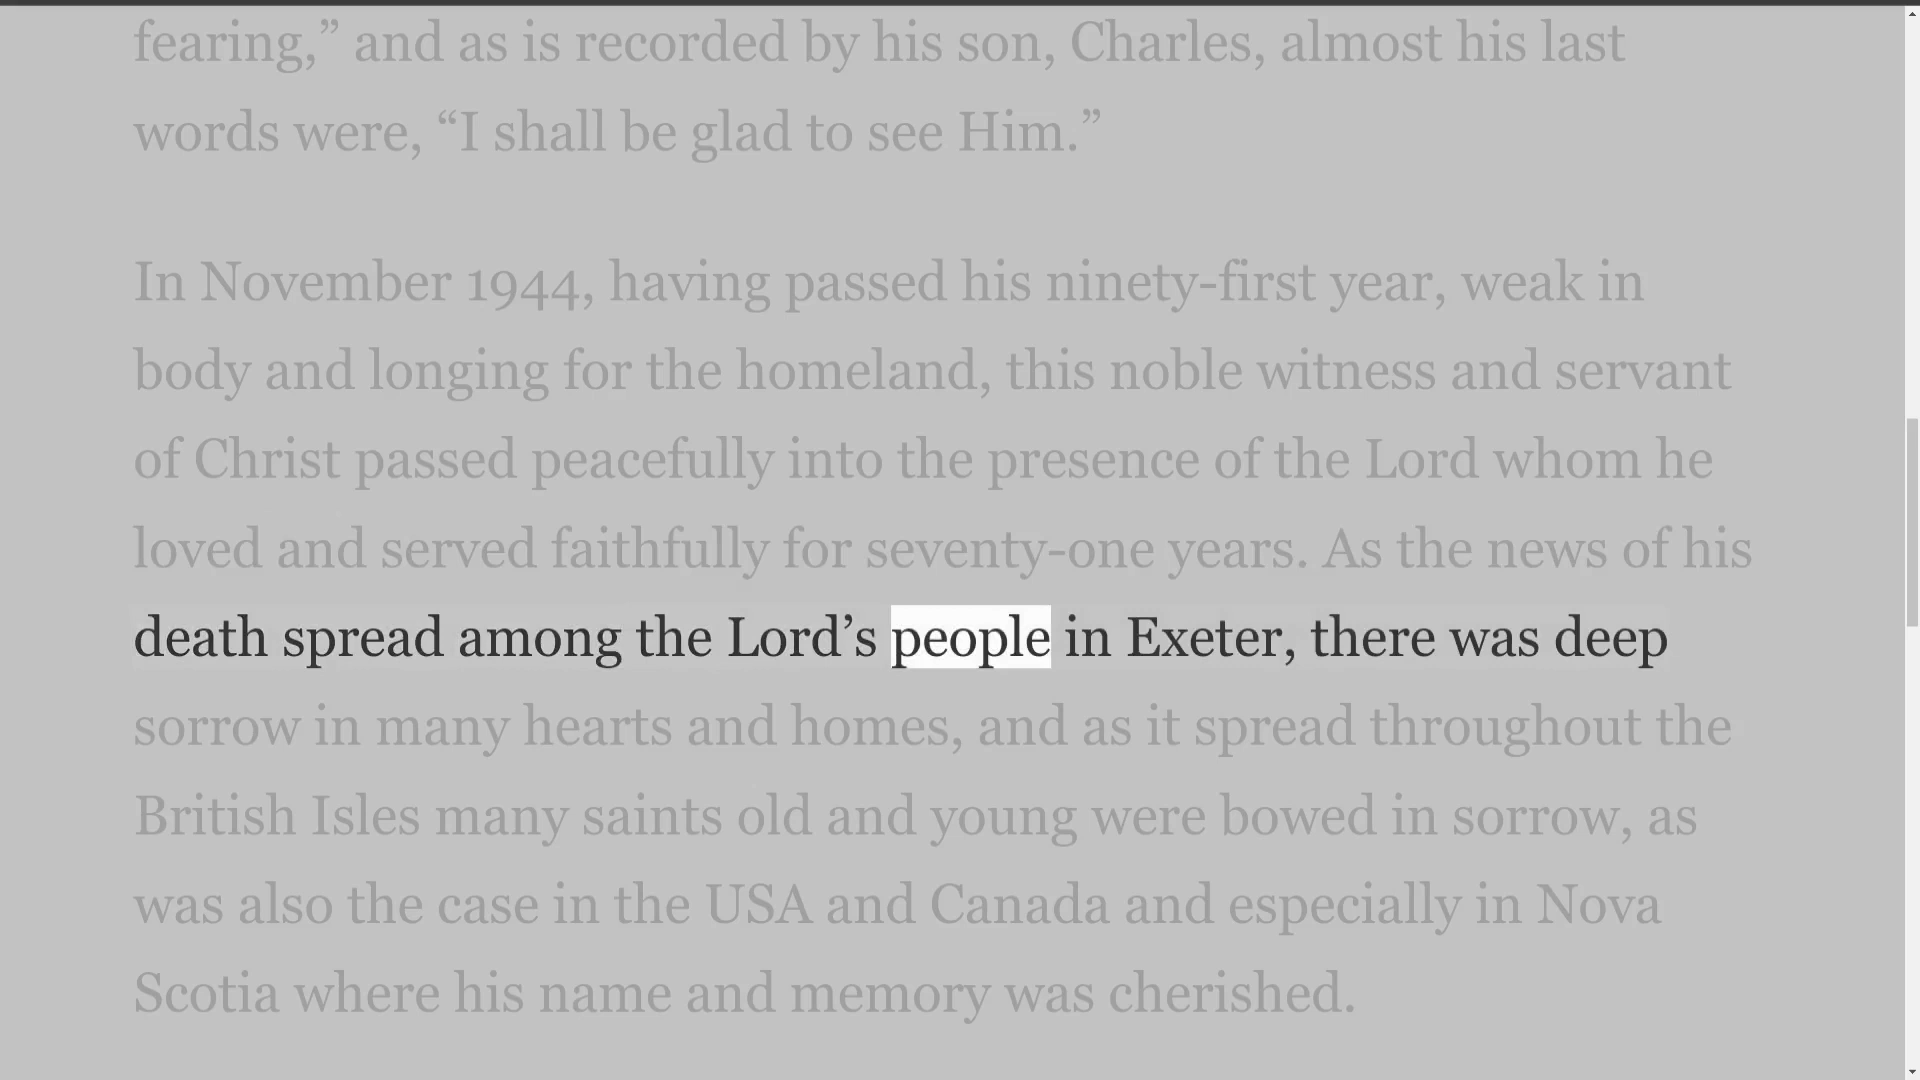 fearing,” and as is recorded by his son, Charles, almost his last
words were, “I shall be glad to see Him.”
In November 1944, having passed his ninety-first year, weak in
body and longing for the homeland, this noble witness and servant
of Christ passed peacefully into the presence of the Lord whom he
loved and served faithfully for seventy-one years. As the news of his
death spread among the Lord’s people in Exeter, there was deep
sorrow in many hearts and homes, and as it spread throughout the
British Isles many saints old and young were bowed in sorrow, as
was also the case in the USA and Canada and especially in Nova
Scotia where his name and memory was cherished.